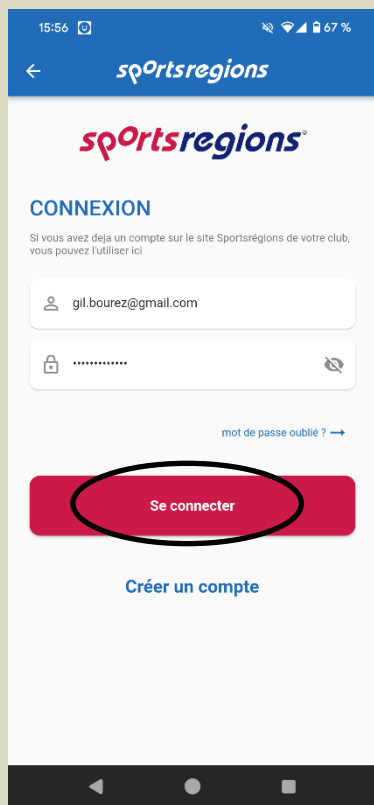 15:56 67 %
sportsregions
sportsregions
CONNEXION
Si vous avez deja un compte sur le site Sportsrégions de votre club,
vous pouvez l'utiliser ici
gil.bourez@gmail.com
•••••••••••••
mot de passe oublié ?
Se connecter
Créer un compte